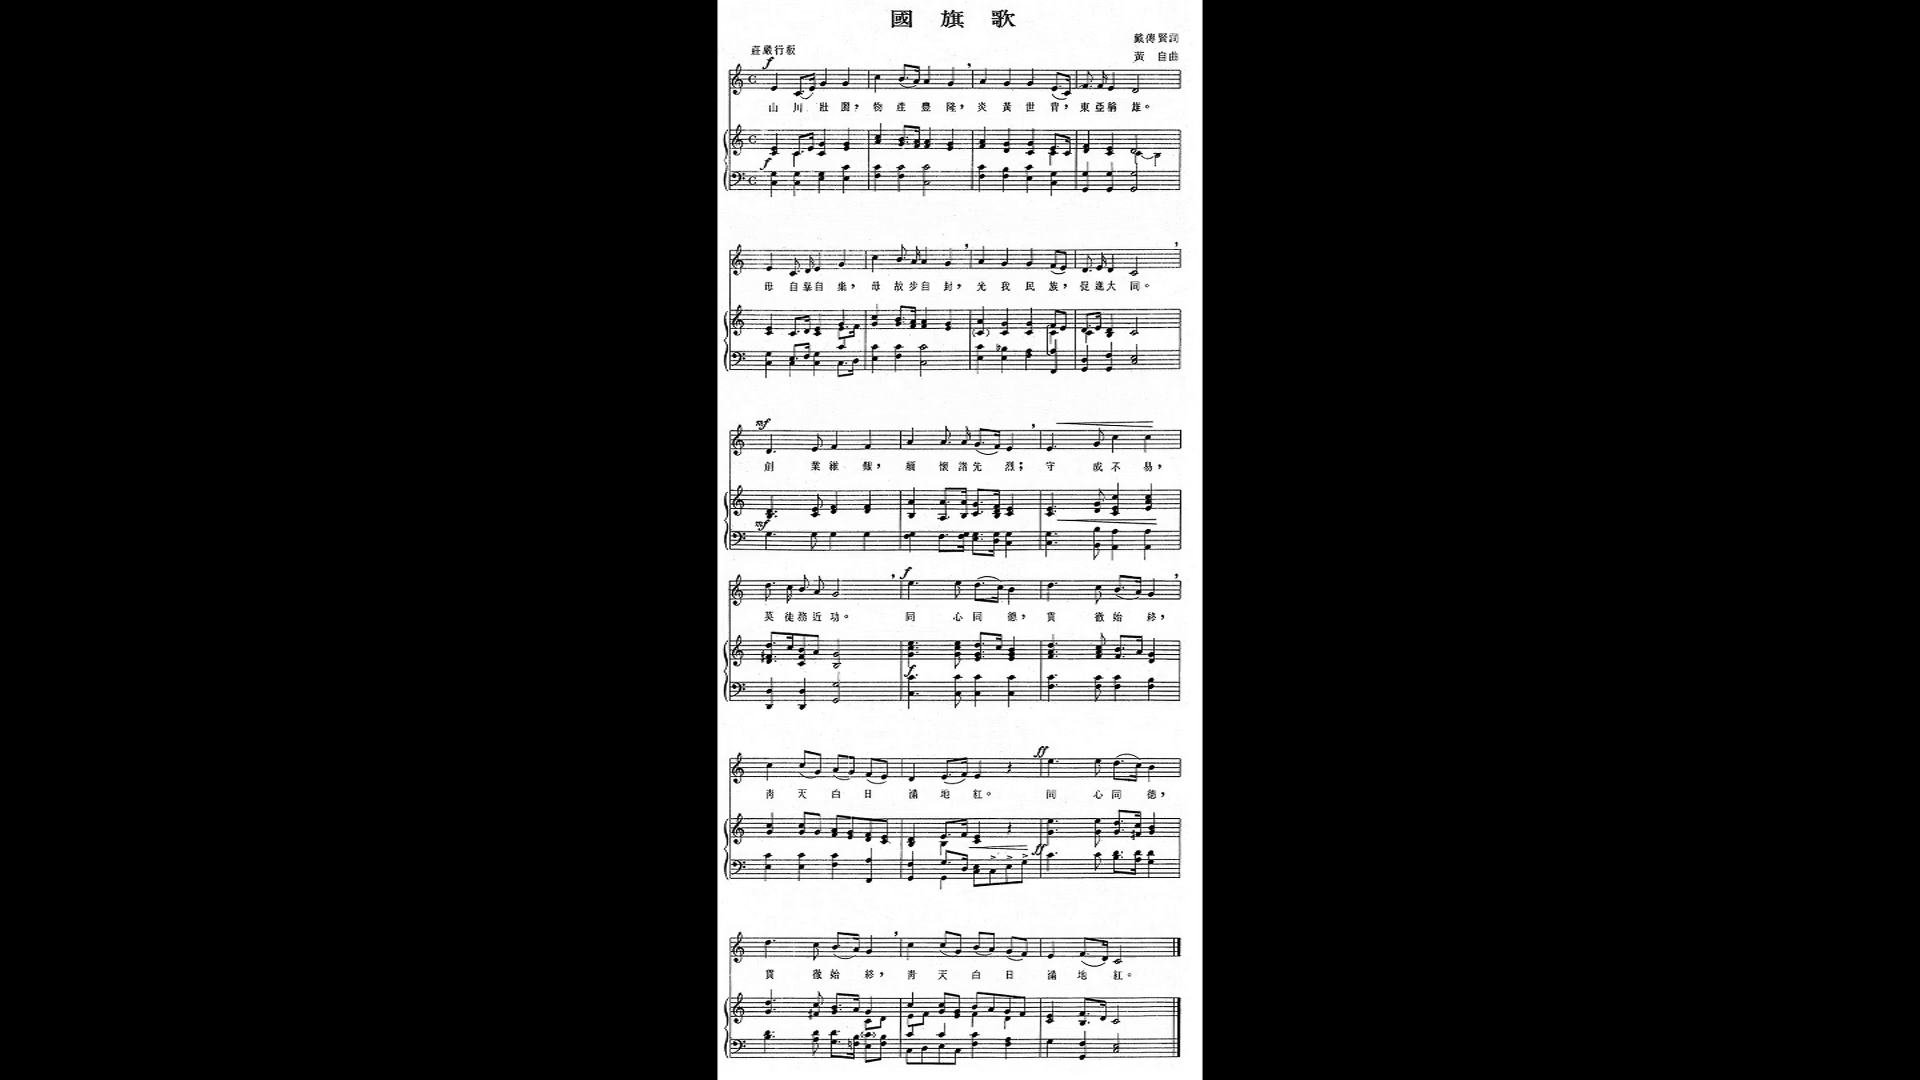 國旗歌
戴傳賢詞
莊嚴行板
黃自曲
f
山川壯麗,物產豐隆,炎黃世胄,東亞稱雄。
f
毋自暴自棄,毋故步自封,光我民族,促進大同。
mf
創業維艱,緬懷諸先烈;守成不易,
mf
莫徒務近功。同心同德,貫徹始終,
f
f
青天白日滿地紅。同心同德,
ff
ff
貫徹始終,青天白日滿地紅。